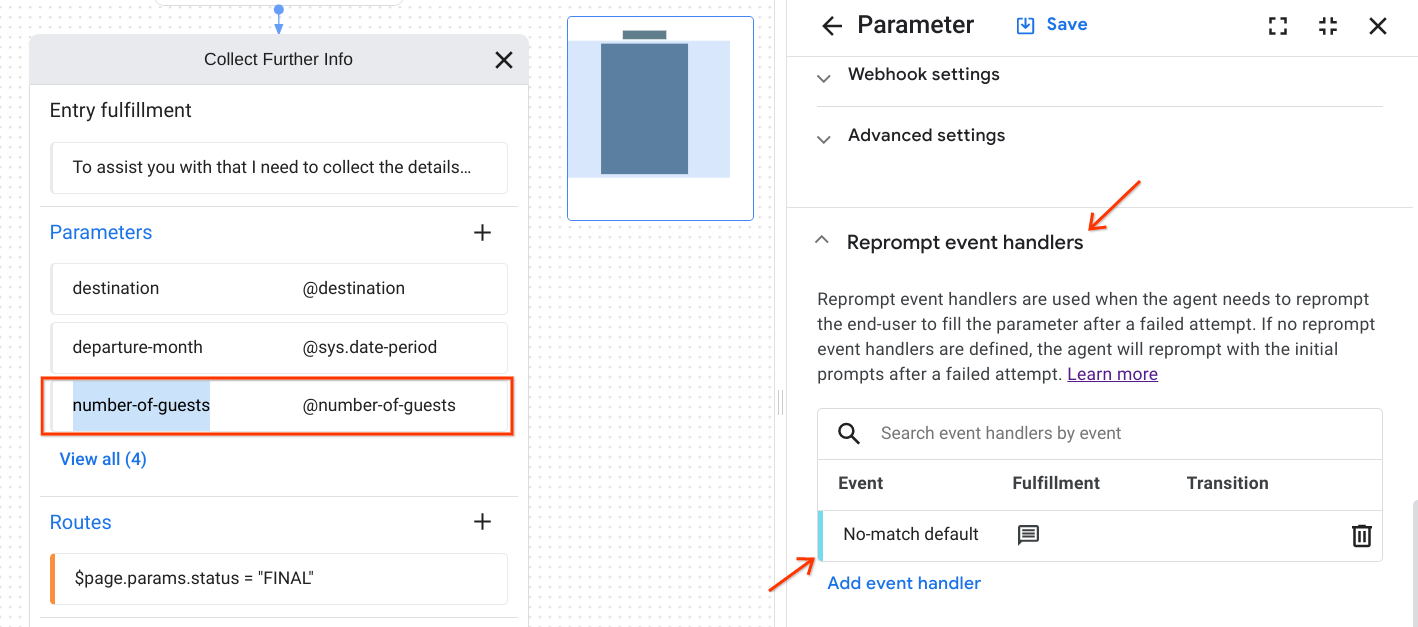 Collect Further Info
Entry fulfillment
To assist you with that I need to collect the details…
Parameters
destination @destination
departure-month @sys.date-period
number-of-guests @number-of-guests
View all (4)
Routes
$page.params.status = "FINAL"
Parameter Save
Webhook settings
Advanced settings
Reprompt event handlers
Reprompt event handlers are used when the agent needs to reprompt
the end-user to fill the parameter after a failed attempt. If no reprompt
event handlers are defined, the agent will reprompt with the initial
prompts after a failed attempt. Learn more
Search event handlers by event
Event Fulfillment Transition
No-match default
Add event handler